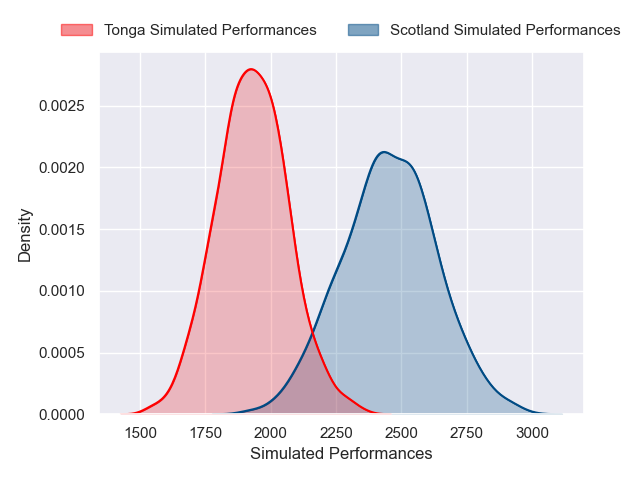 Tonga Simulated Performances Scotland Simulated Performances
0.0025
0.0020
0.0015
0.0010
0.0005
0.0000
Density
1500 1750 2000 2250 2500 2750 3000
Simulated Performances